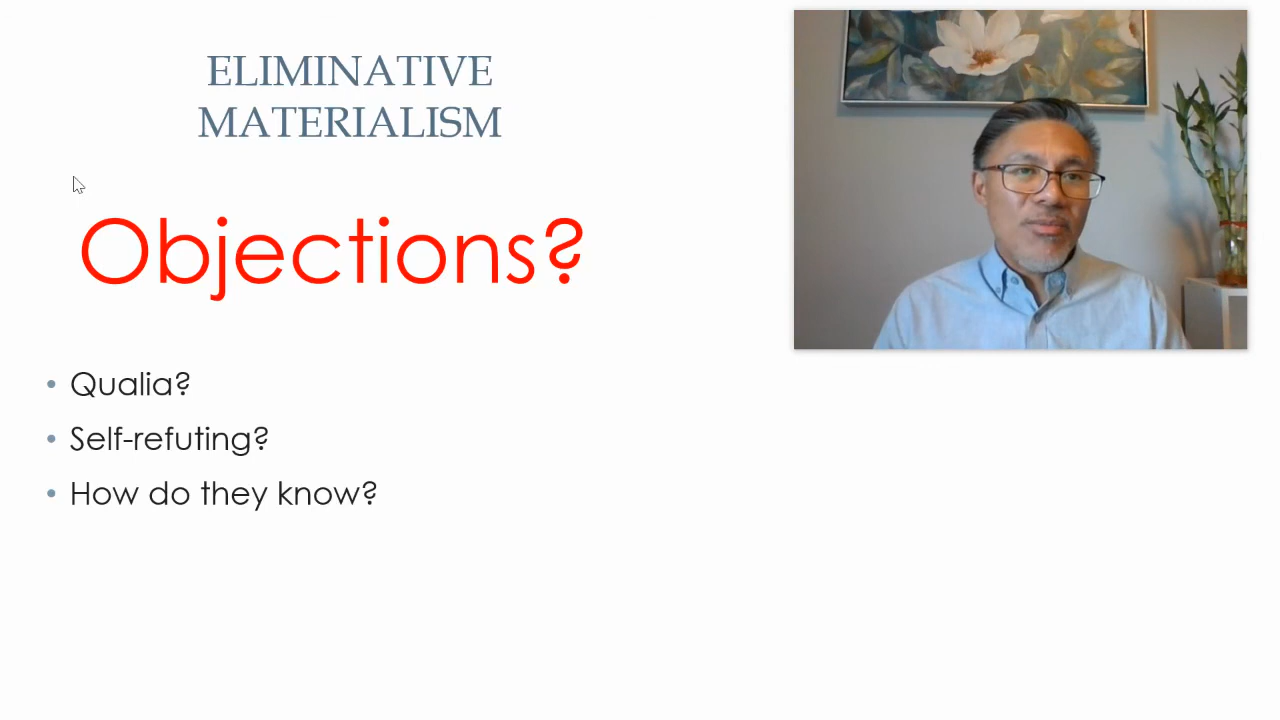 ELIMINATIVE
MATERIALISM
Objections?
• Qualia?
• Self-refuting?
• How do they know?